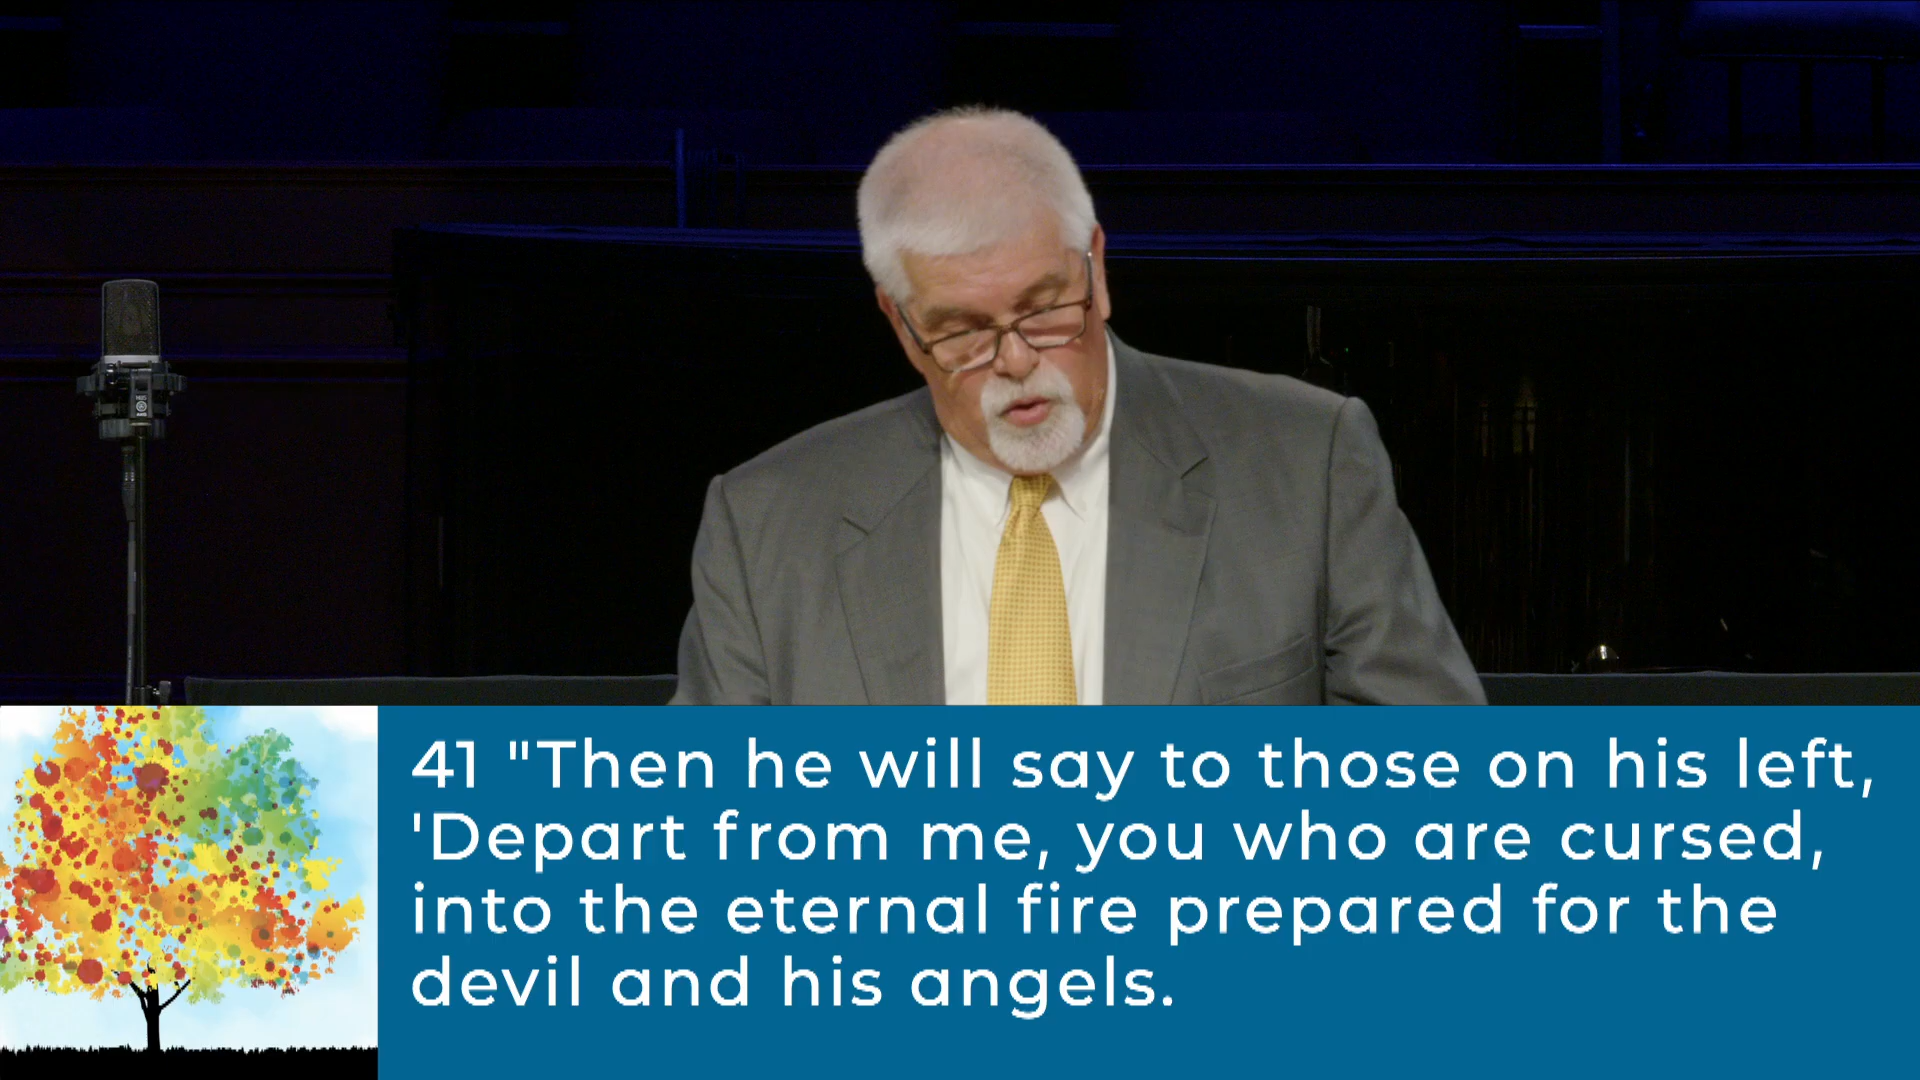 41 "Then he will say to those on his left,
'Depart from me, you who are cursed,
into the eternal fire prepared for the
devil and his angels.